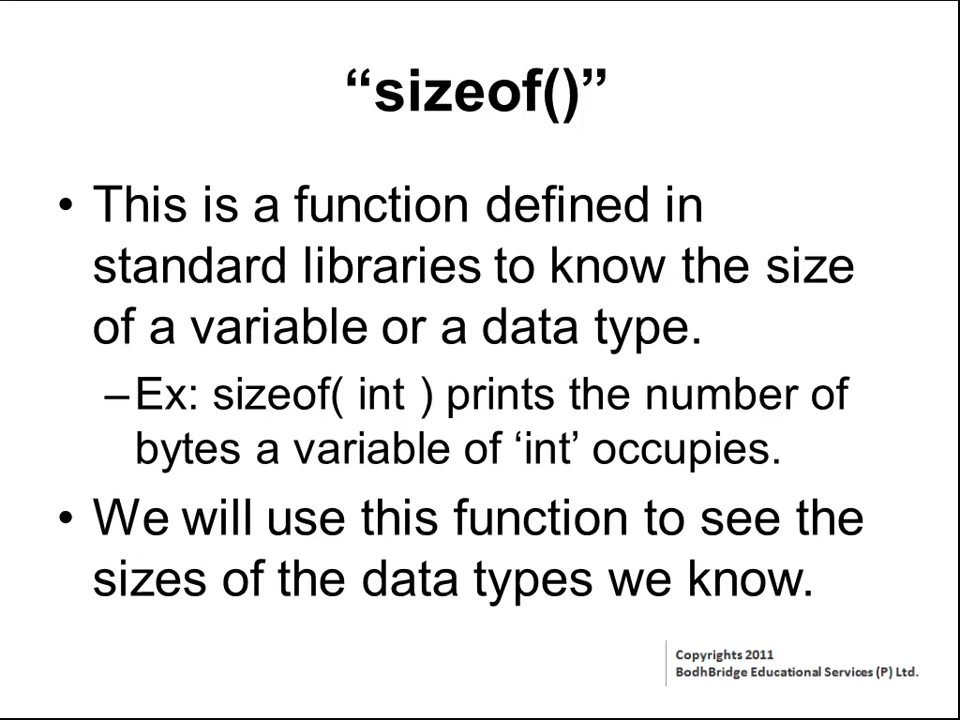 “sizeof()”
• This is a function defined in
standard libraries to know the size
of a variable or a data type.
–Ex: sizeof( int ) prints the number of
bytes a variable of ‘int’ occupies.
• We will use this function to see the
sizes of the data types we know.
Copyrights 2011
BodhBridge Educational Services (P) Ltd.